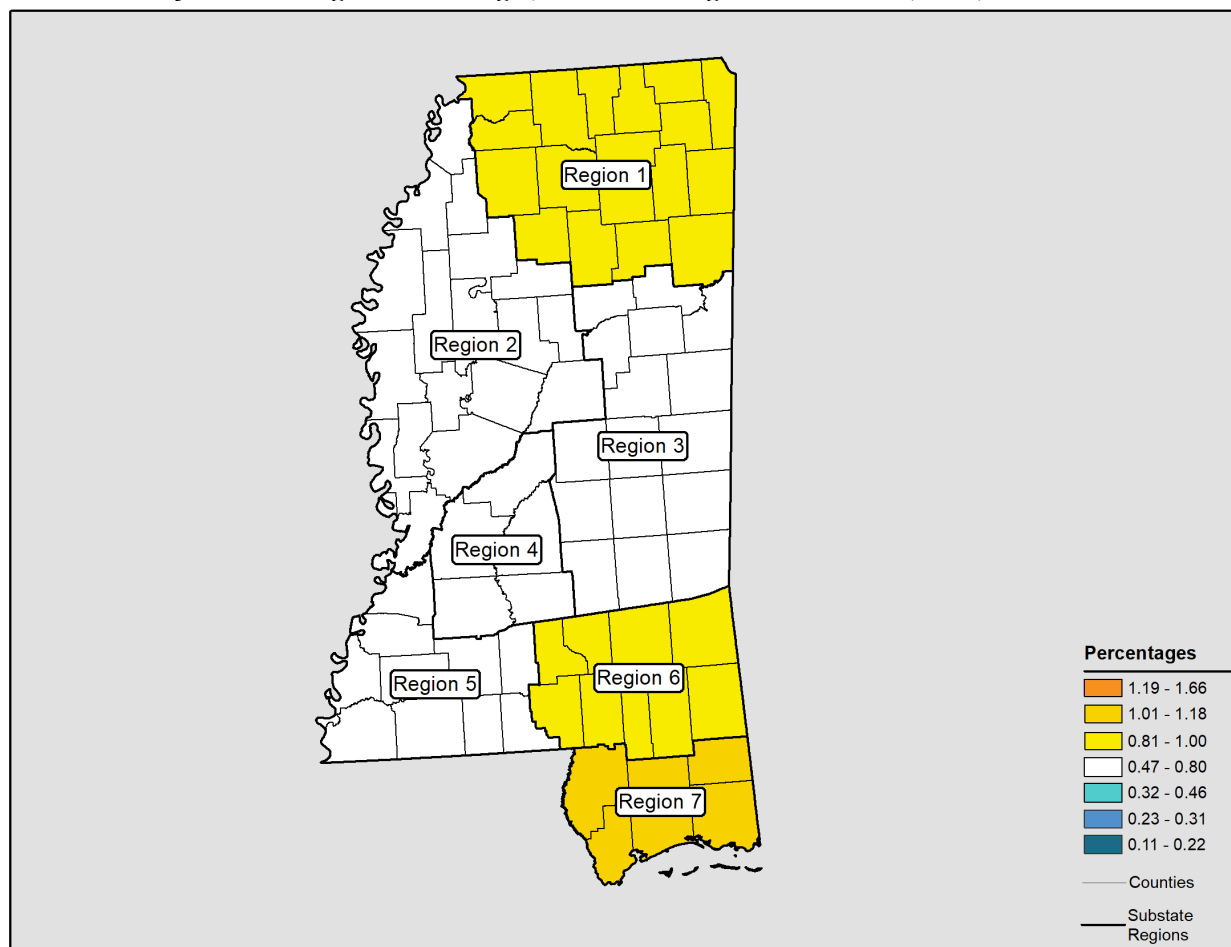 Region 1
Region 2
Region 3
Region 4
Region 5
Region 6
Region 7
Percentages
1.19 - 1.66
1.01 - 1.18
0.81 - 1.00
0.47 - 0.80
0.32 - 0.46
0.23 - 0.31
0.11 - 0.22
Counties
Substate
Regions